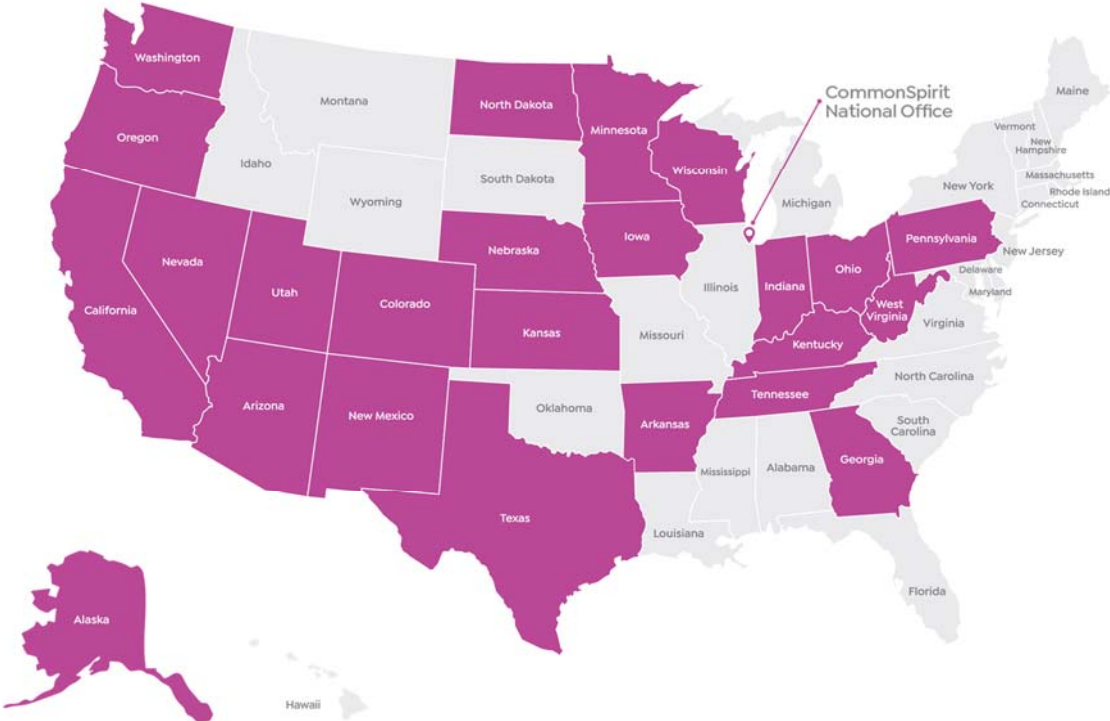 Washington
Montana
North Dakota
Minnesota
CommonSpirit
National Office
Maine
Vermont
New
Hampshire
Oregon
Idaho
Wisconsin
South Dakota
Massachusetts
Rhode Island
Connecticut
New York
Michigan
Wyoming
Iowa
Nebraska
Pennsylvania
New Jersey
Nevada
Utah
Colorado
Illinois
Indiana
Ohio
Delaware
Maryland
California
West
Virginia
Virginia
Kansas
Missouri
Kentucky
North Carolina
Arizona
New Mexico
Oklahoma
Arkansas
Tennessee
South
Carolina
Mississippi
Alabama
Georgia
Texas
Louisiana
Florida
Alaska
Hawaii